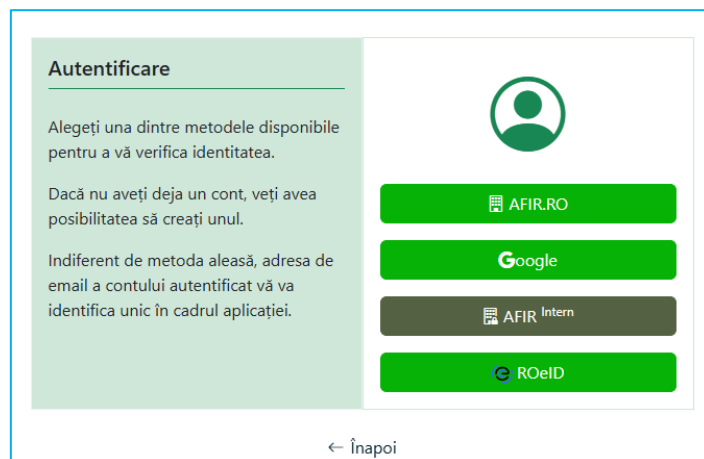 Autentificare
Alegeți una dintre metodele disponibile
pentru a vă verifica identitatea.
Dacă nu aveți deja un cont, veți avea
posibilitatea să creați unul.
Indiferent de metoda aleasă, adresa de
email a contului autentificat vă va
identifica unic în cadrul aplicației.
AFIR.RO
Google
AFIR Intern
ROeID
← Înapoi